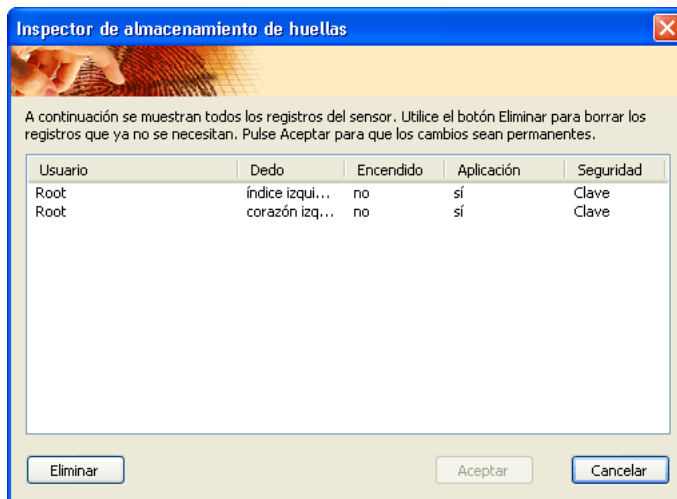 Inspector de almacenamiento de huellas
A continuación se muestran todos los registros del sensor. Utilice el botón Eliminar para borrar los
registros que ya no se necesitan. Pulse Aceptar para que los cambios sean permanentes.
Usuario Dedo Encendido Aplicación Seguridad
Root índice izqui... no sí Clave
Root corazón izq... no sí Clave
Eliminar Aceptar Cancelar